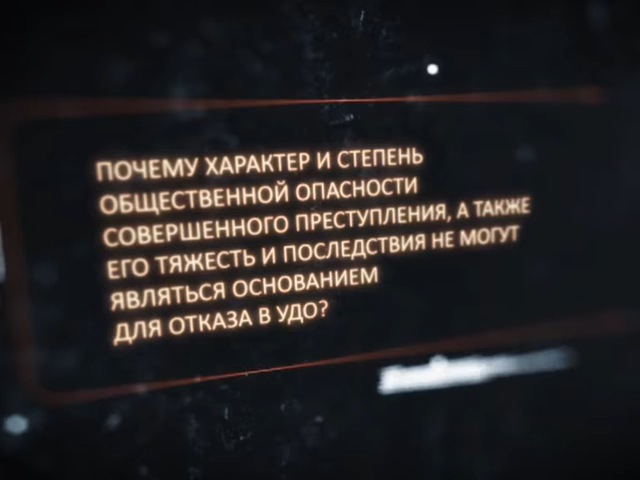 ПОЧЕМУ ХАРАКТЕР И СТЕПЕНЬ
ОБЩЕСТВЕННОЙ ОПАСНОСТИ
СОВЕРШЕННОГО ПРЕСТУПЛЕНИЯ, А ТАКЖЕ
ЕГО ТЯЖЕСТЬ И ПОСЛЕДСТВИЯ НЕ МОГУТ
ЯВЛЯТЬСЯ ОСНОВАНИЕМ
ДЛЯ ОТКАЗА В УДО?